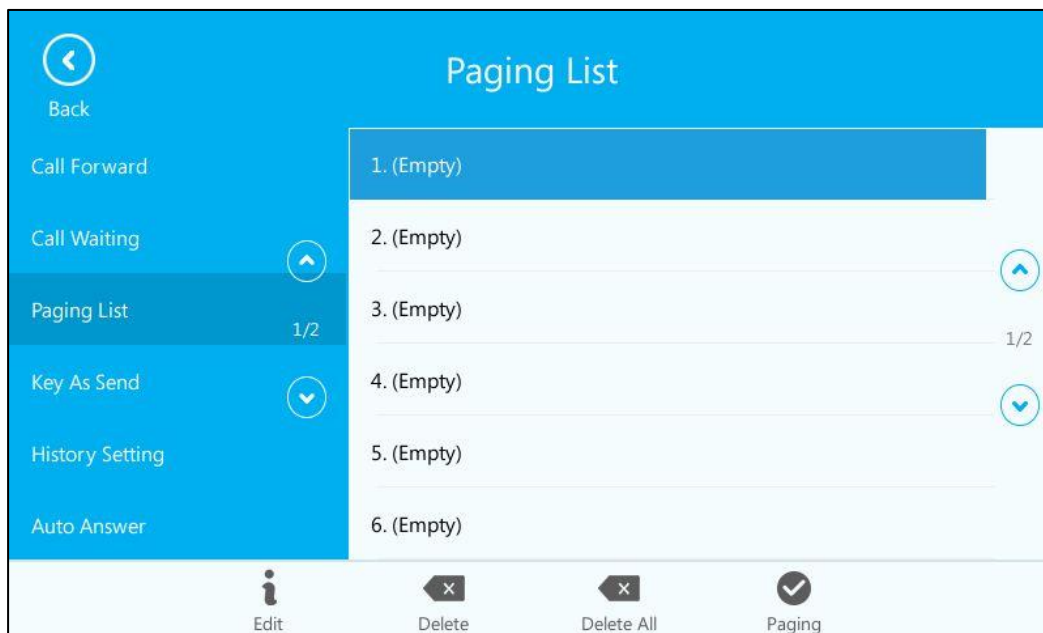 Paging List
Back
Call Forward
Call Waiting
Paging List
1/2
Key As Send
History Setting
Auto Answer
1. (Empty)
2. (Empty)
3. (Empty)
4. (Empty)
5. (Empty)
6. (Empty)
1/2
Edit
Delete
Delete All
Paging